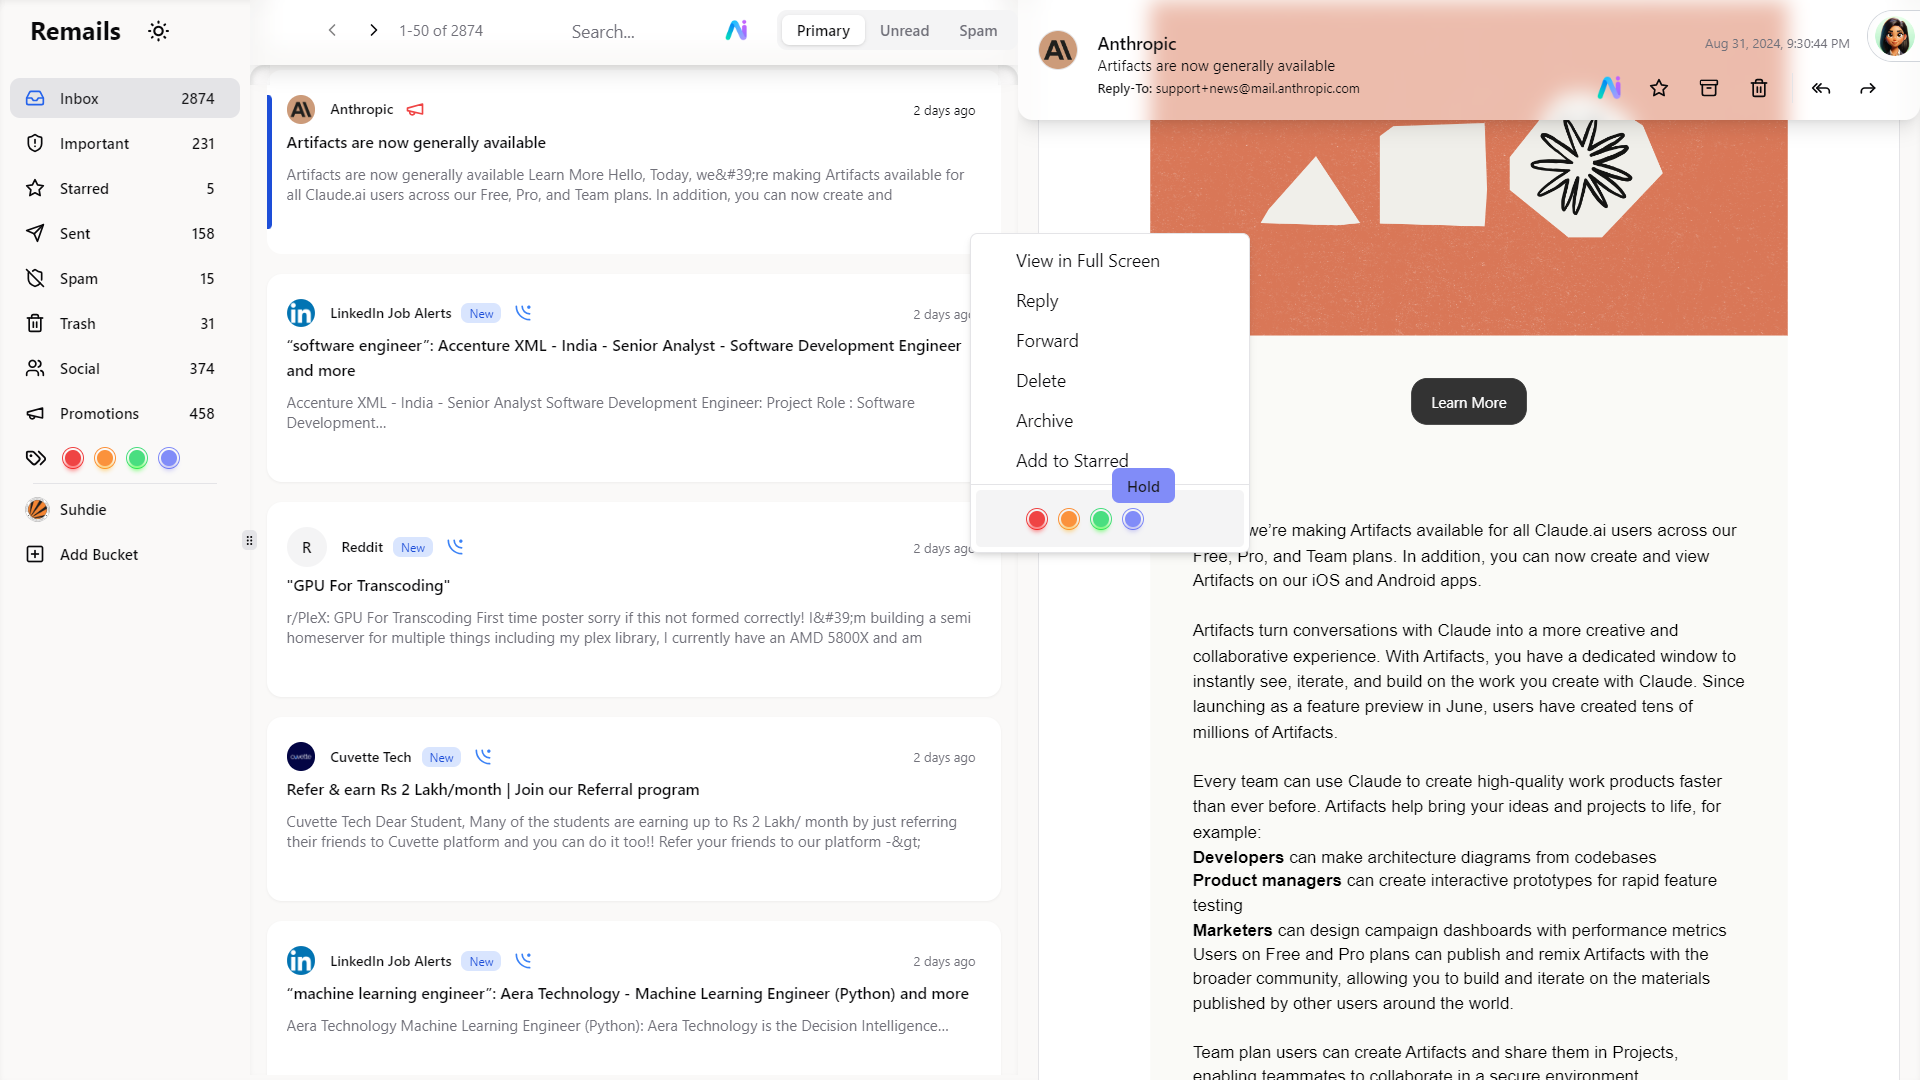 Remails
Inbox 2874
Important 231
Starred 5
Sent 158
Spam 15
Trash 31
Social 374
Promotions 458
Suhdie
Add Bucket
1-50 of 2874
Search...
Primary
Unread
Spam
Anthropic
2 days ago
Artifacts are now generally available
Artifacts are now generally available Learn More Hello, Today, we&#39;re making Artifacts available for
all Claude.ai users across our Free, Pro, and Team plans. In addition, you can now create and
LinkedIn Job Alerts New
2 days ago
“software engineer”: Accenture XML - India - Senior Analyst - Software Development Engineer
and more
Accenture XML - India - Senior Analyst Software Development Engineer: Project Role : Software
Development...
R
Reddit New
2 days ago
"GPU For Transcoding"
r/PleX: GPU For Transcoding First time poster sorry if this not formed correctly! I&#39;m building a semi
homeserver for multiple things including my plex library, I currently have an AMD 5800X and am
cuvette
Cuvette Tech New
2 days ago
Refer & earn Rs 2 Lakh/month | Join our Referral program
Cuvette Tech Dear Student, Many of the students are earning up to Rs 2 Lakh/ month by just referring
their friends to Cuvette platform and you can do it too!! Refer your friends to our platform -&gt;
LinkedIn Job Alerts New
2 days ago
“machine learning engineer”: Aera Technology - Machine Learning Engineer (Python) and more
Aera Technology Machine Learning Engineer (Python): Aera Technology is the Decision Intelligence...
View in Full Screen
Reply
Forward
Delete
Archive
Add to Starred
Hold
Anthropic
Artifacts are now generally available
Reply-To: support+news@mail.anthropic.com
Aug 31, 2024, 9:30:44 PM
Learn More
we’re making Artifacts available for all Claude.ai users across our
Free, Pro, and Team plans. In addition, you can now create and view
Artifacts on our iOS and Android apps.
Artifacts turn conversations with Claude into a more creative and
collaborative experience. With Artifacts, you have a dedicated window to
instantly see, iterate, and build on the work you create with Claude. Since
launching as a feature preview in June, users have created tens of
millions of Artifacts.
Every team can use Claude to create high-quality work products faster
than ever before. Artifacts help bring your ideas and projects to life, for
example:
Developers can make architecture diagrams from codebases
Product managers can create interactive prototypes for rapid feature
testing
Marketers can design campaign dashboards with performance metrics
Users on Free and Pro plans can publish and remix Artifacts with the
broader community, allowing you to build and iterate on the materials
published by other users around the world.
Team plan users can create Artifacts and share them in Projects,
enabling teammates to collaborate in a secure environment